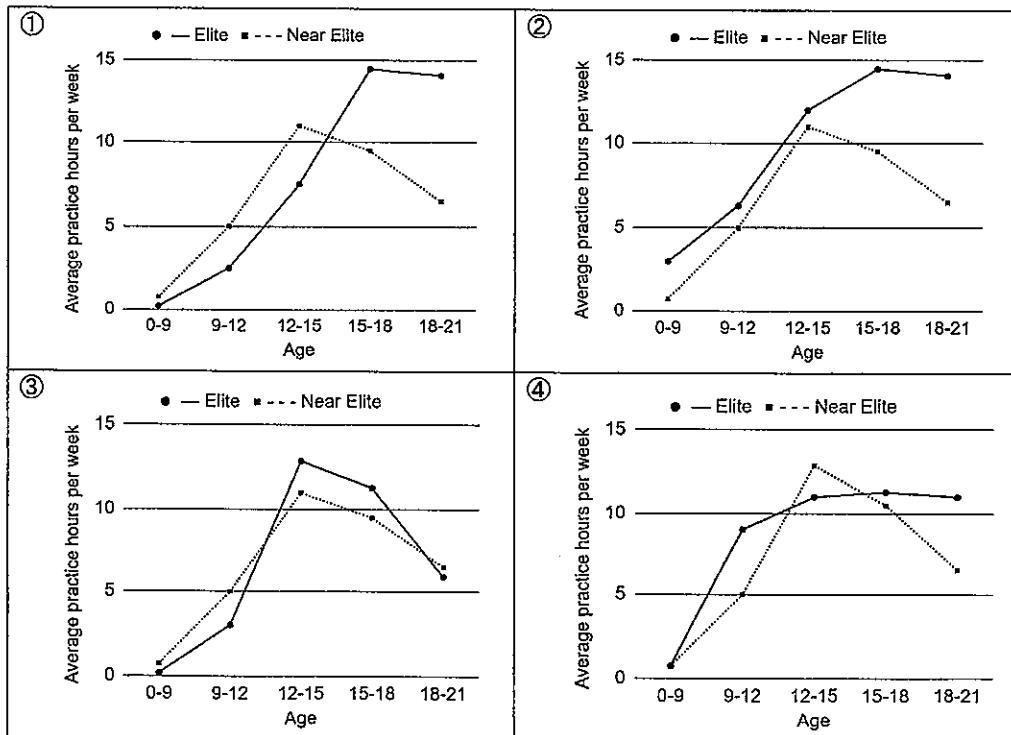 ①
Elite Near Elite
Average practice hours per week
15
10
5
0
0-9 9-12 12-15 15-18 18-21
Age
②
Elite Near Elite
Average practice hours per week
15
10
5
0
0-9 9-12 12-15 15-18 18-21
Age
③
Elite Near Elite
Average practice hours per week
15
10
5
0
0-9 9-12 12-15 15-18 18-21
Age
④
Elite Near Elite
Average practice hours per week
15
10
5
0
0-9 9-12 12-15 15-18 18-21
Age